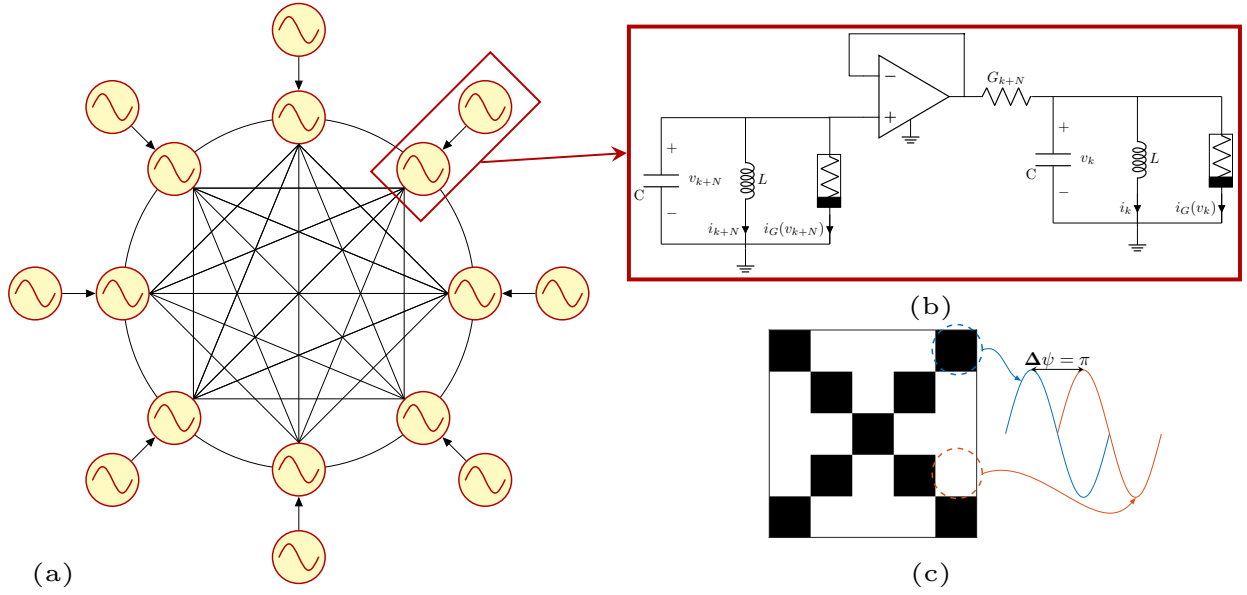 (a)
G_{k+N}
−
+
+
C
v_{k+N}
−
L
i_{k+N}
i_G(v_{k+N})
+
C
v_k
−
L
i_k
i_G(v_k)
(b)
Δψ = π
(c)